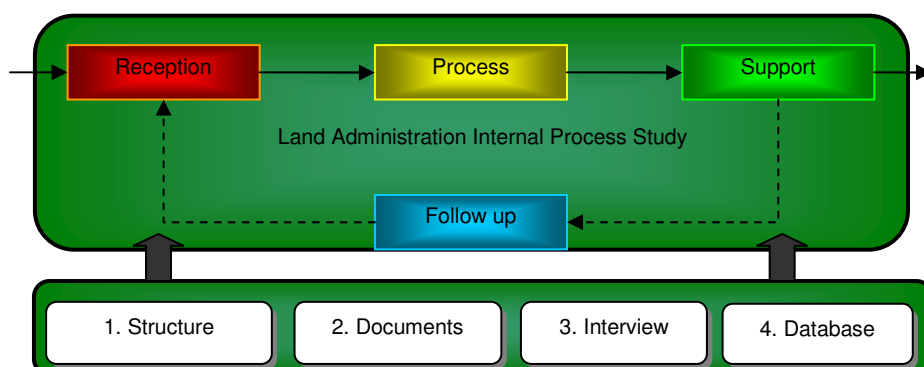 Reception
Process
Support
Land Administration Internal Process Study
Follow up
1. Structure
2. Documents
3. Interview
4. Database